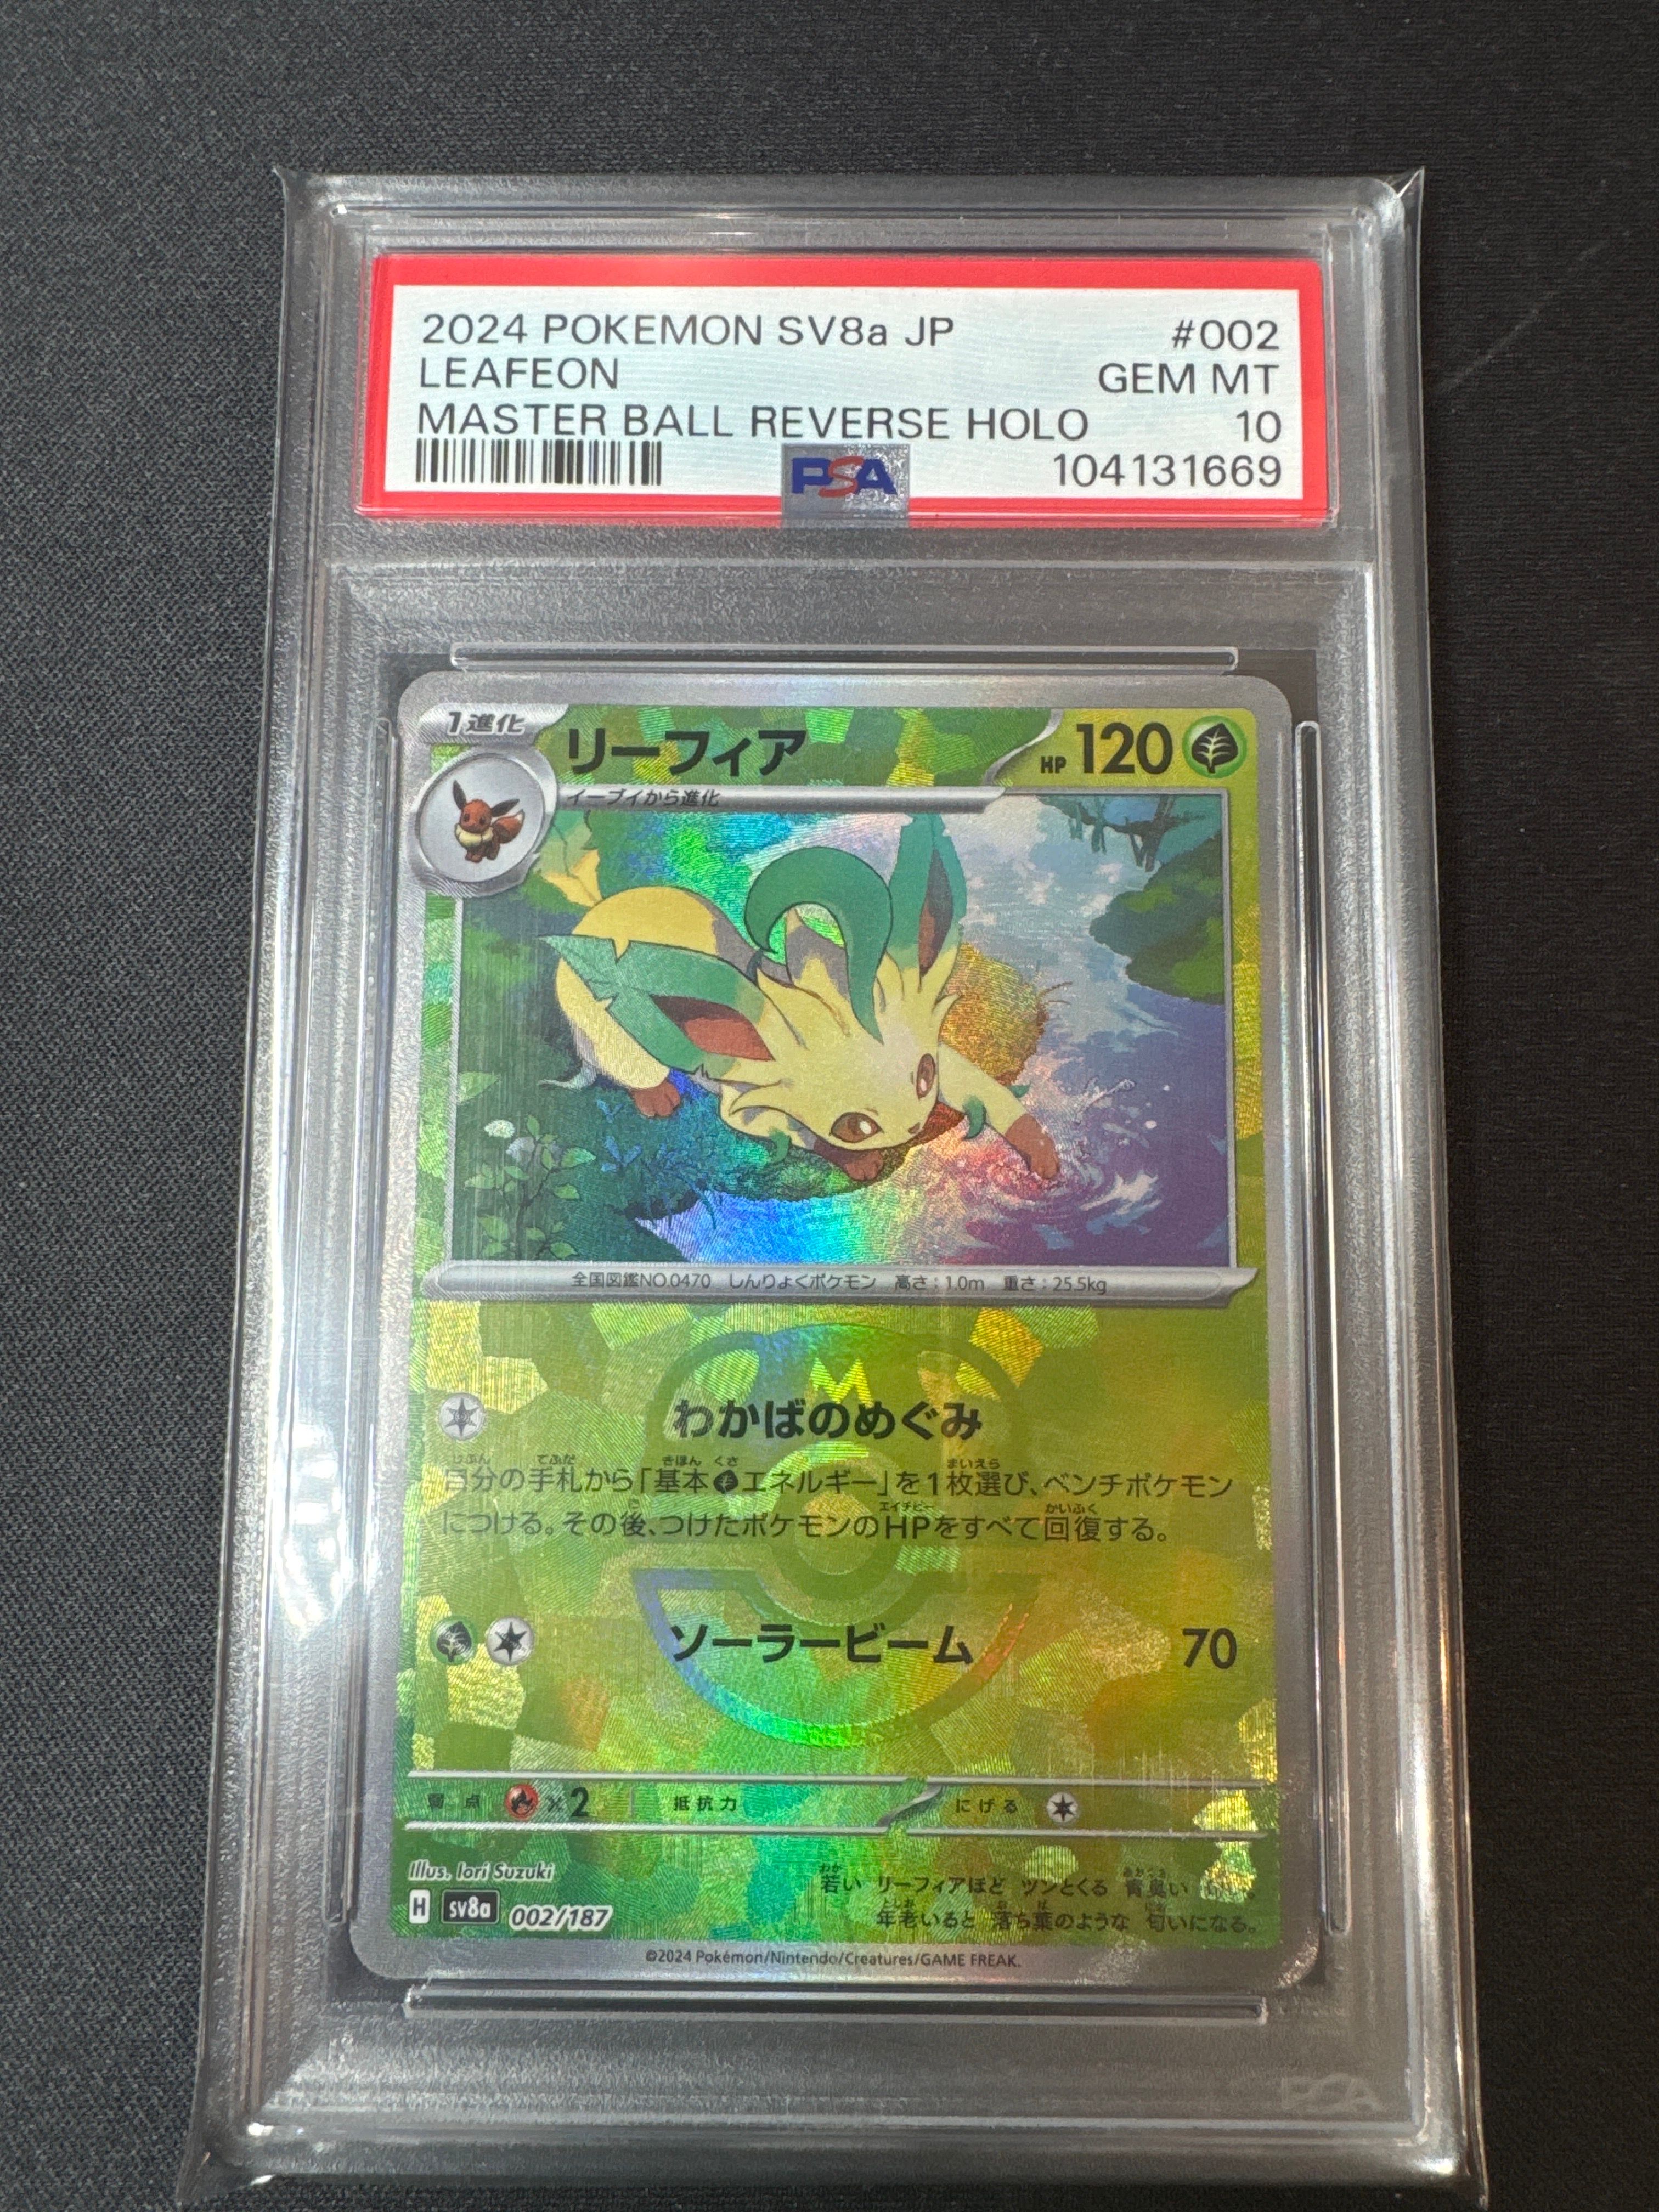 2024 POKEMON SV8a JP #002
LEAFEON GEM MT
MASTER BALL REVERSE HOLO 10
PSA 104131669
1進化 リーフィア HP 120
イーブイから進化
全国図鑑NO.0470 しんりょくポケモン 高さ:1.0m 重さ:25.5kg
M
わかばのめぐみ
自分の手札から「基本エネルギー」を1枚選び、ベンチポケモン
につける。その後、つけたポケモンのHPをすべて回復する。
ソーラービーム 70
弱点 ×2 抵抗力 にげる
Illus. Iori Suzuki
若い リーフィアほど ツンとくる 青臭い
H sv8a 002/187
年老いると 落ち葉のような 匂いになる。
©2024 Pokémon/Nintendo/Creatures/GAME FREAK.
PSA